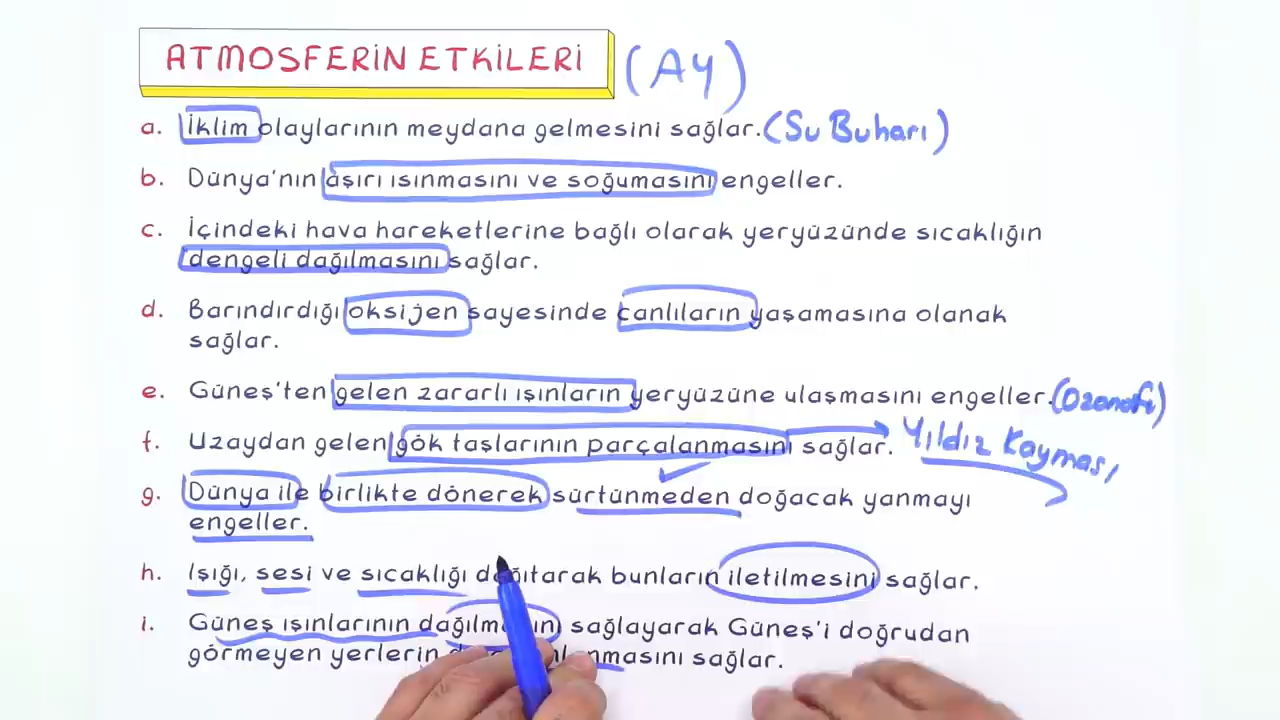 ATMOSFERİN ETKİLERİ (AY)
a. İklim olaylarının meydana gelmesini sağlar. (Su Buharı)
b. Dünya'nın aşırı ısınmasını ve soğumasını engeller.
c. İçindeki hava hareketlerine bağlı olarak yeryüzünde sıcaklığın
dengeli dağılmasını sağlar.
d. Barındırdığı oksijen sayesinde canlıların yaşamasına olanak
sağlar.
e. Güneş'ten gelen zararlı ışınların yeryüzüne ulaşmasını engeller.
f. Uzaydan gelen gök taşlarının parçalanmasını sağlar. Yıldız Kayması
g. Dünya ile birlikte dönerek sürtünmeden doğacak yanmayı
engeller.
h. Işığı, sesi ve sıcaklığı dağıtarak bunların iletilmesini sağlar.
i. Güneş ışınlarının sağlayarak Güneş'i doğrudan
görmeyen yerlerin sağlar.